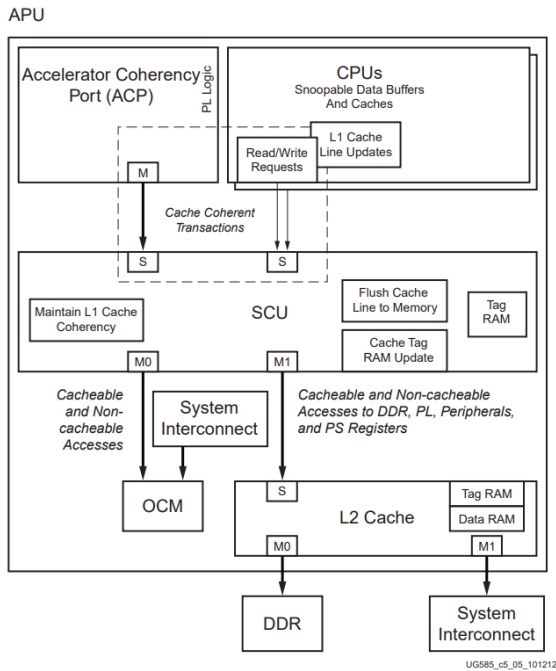 APU
Accelerator Coherency
Port (ACP)
PL Logic
M
CPUs
Snoopable Data Buffers
And Caches
L1 Cache
Line Updates
Read/Write
Requests
Cache Coherent
Transactions
S
S
Maintain L1 Cache
Coherency
SCU
Flush Cache
Line to Memory
Cache Tag
RAM Update
Tag
RAM
M0
M1
Cacheable
and Non-
cacheable
Accesses
System
Interconnect
Cacheable and Non-cacheable
Accesses to DDR, PL, Peripherals,
and PS Registers
OCM
S
L2 Cache
Tag RAM
Data RAM
M0
M1
DDR
System
Interconnect
UG585_c5_05_101212